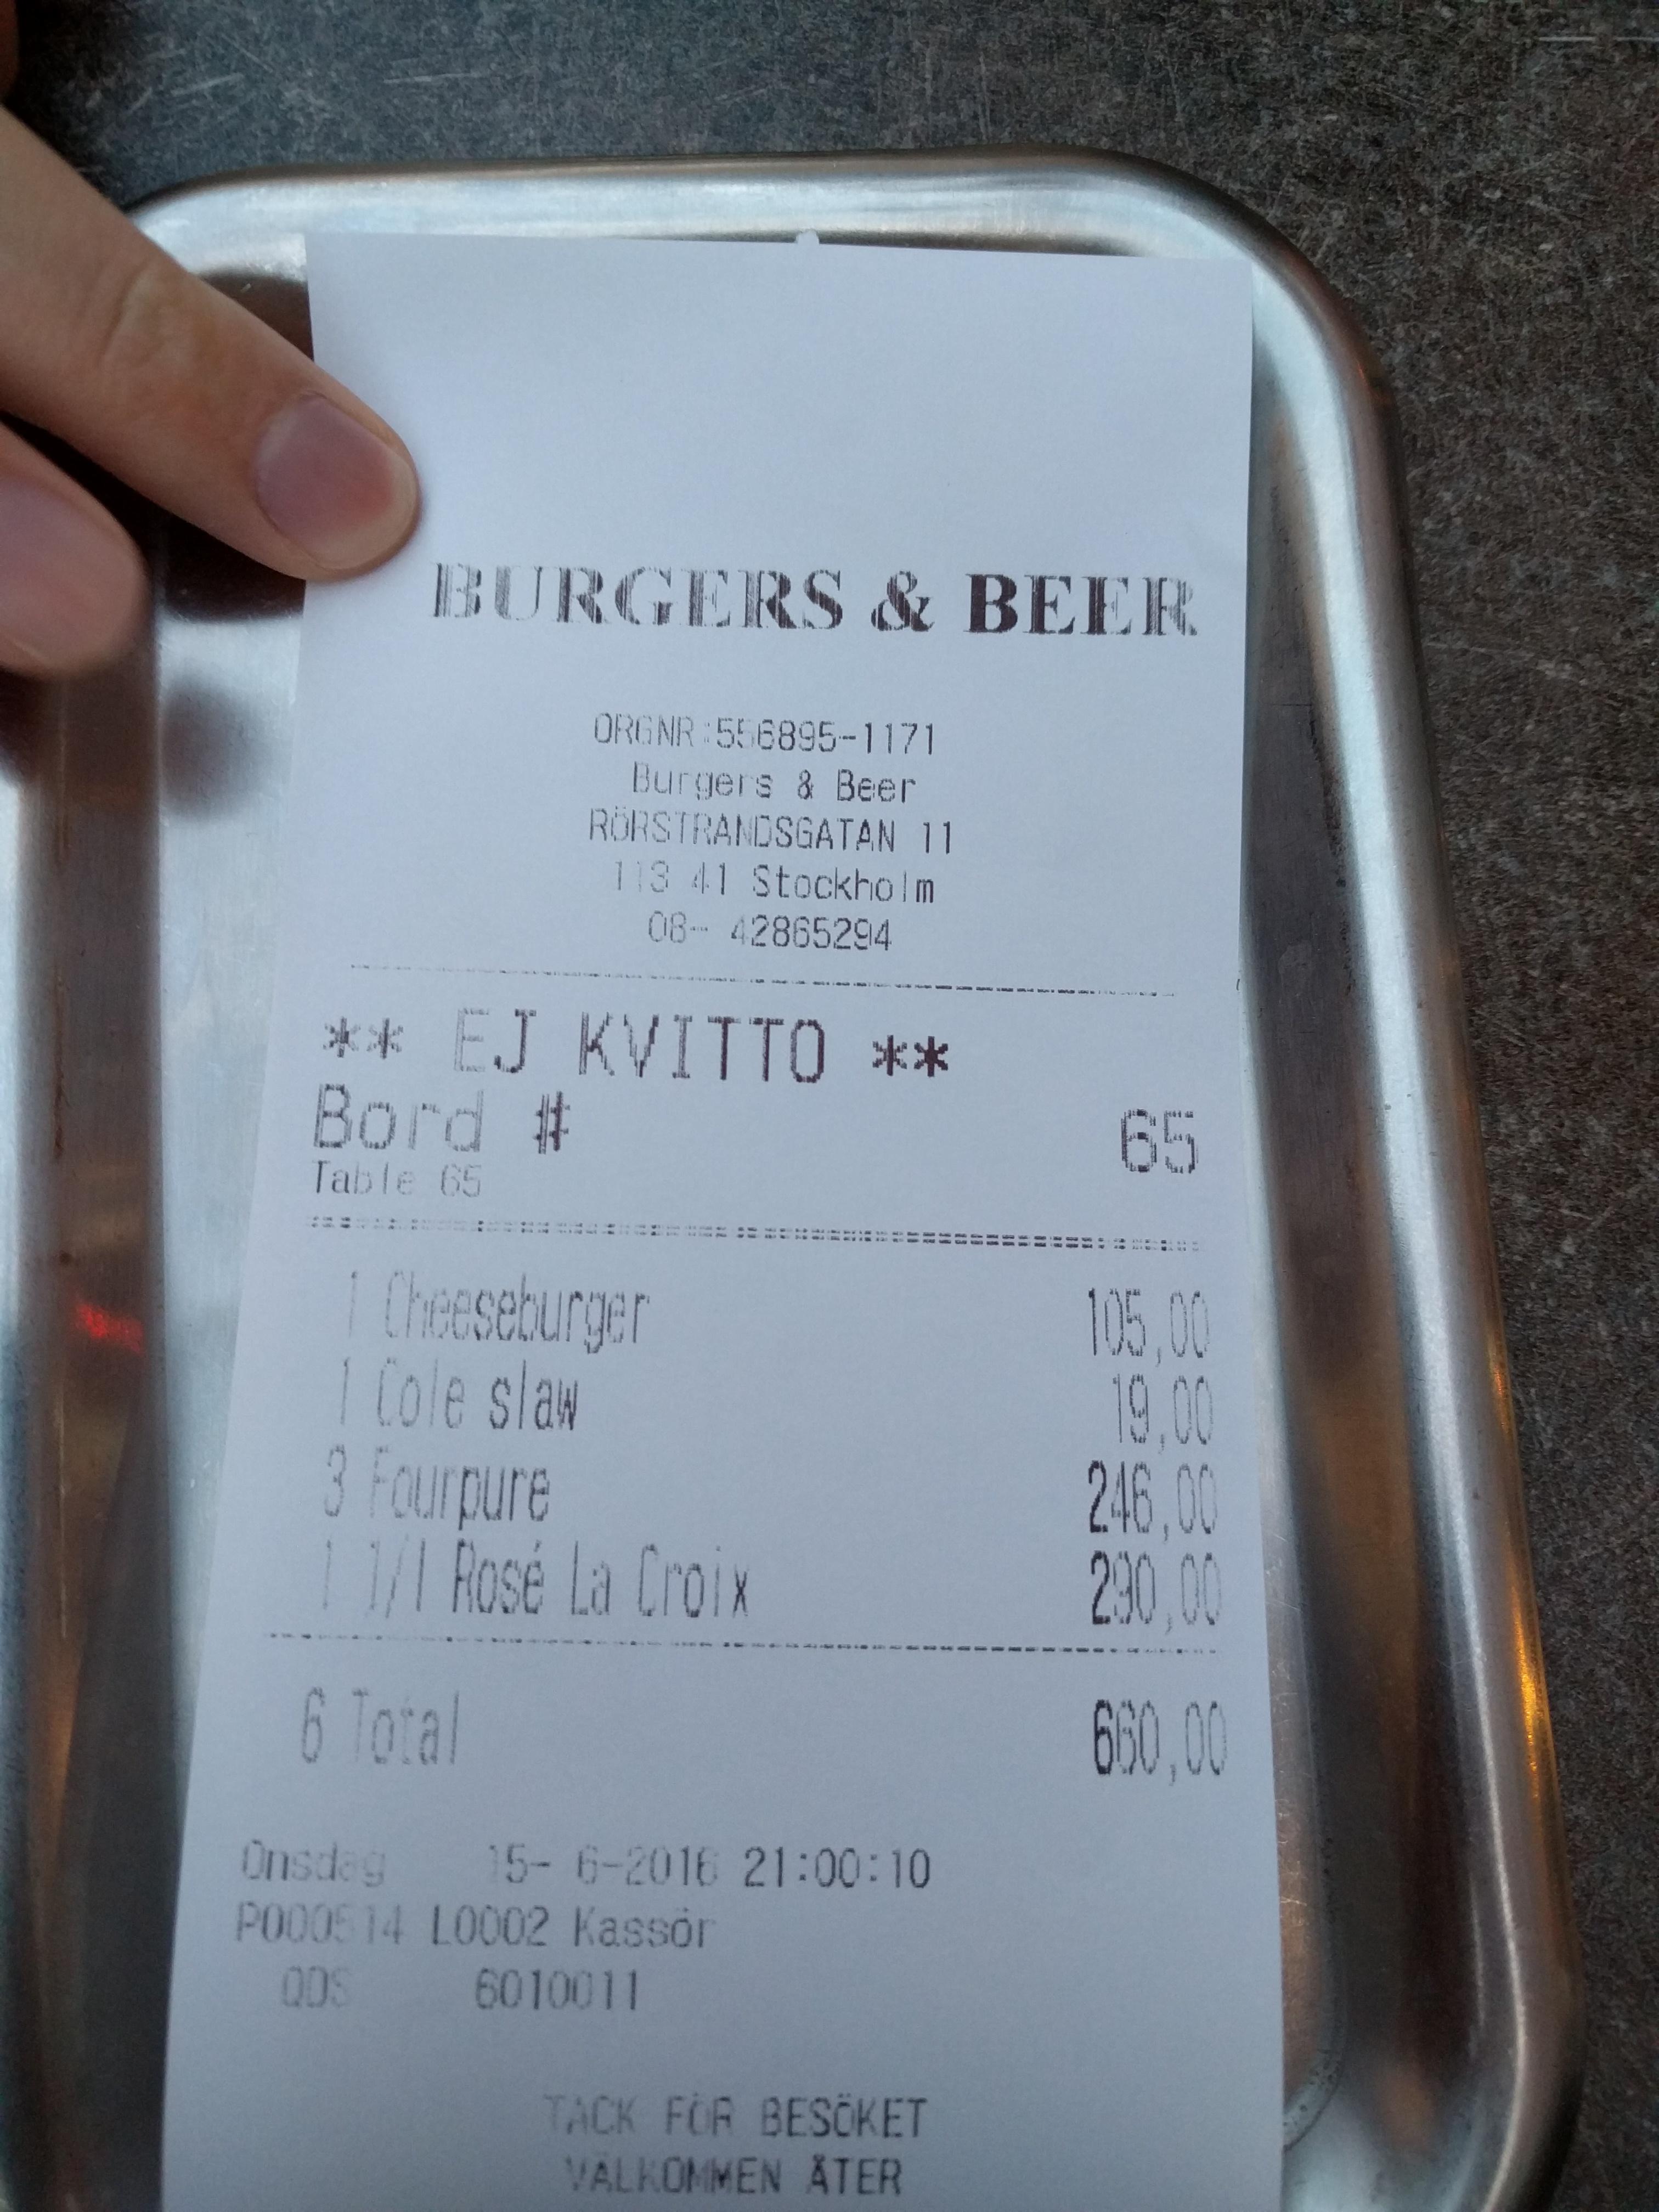 BURGERS & BEER
ORGNR:556895-1171
Burgers & Beer
RÖRSTRANDSGATAN 11
113 41 Stockholm
08- 42865294
** EJ KVITTO **
Bord # 65
Table 65
1 Cheeseburger 105,00
1 Cole slaw 19,00
3 Fourpure 246,00
1 1/1 Rosé La Croix 290,00
6 Total 660,00
Onsdag 15- 6-2016 21:00:10
P000514 L0002 Kassör
ODS 6010011
TACK FÖR BESÖKET
VÄLKOMMEN ÅTER